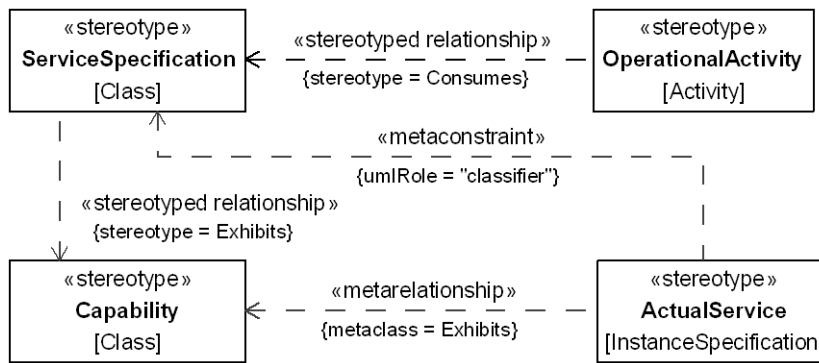 «stereotype»
ServiceSpecification
[Class]
«stereotyped relationship»
{stereotype = Consumes}
«stereotype»
OperationalActivity
[Activity]
«metaconstraint»
{umlRole = "classifier"}
«stereotyped relationship»
{stereotype = Exhibits}
«stereotype»
Capability
[Class]
«metarelationship»
{metaclass = Exhibits}
«stereotype»
ActualService
[InstanceSpecification